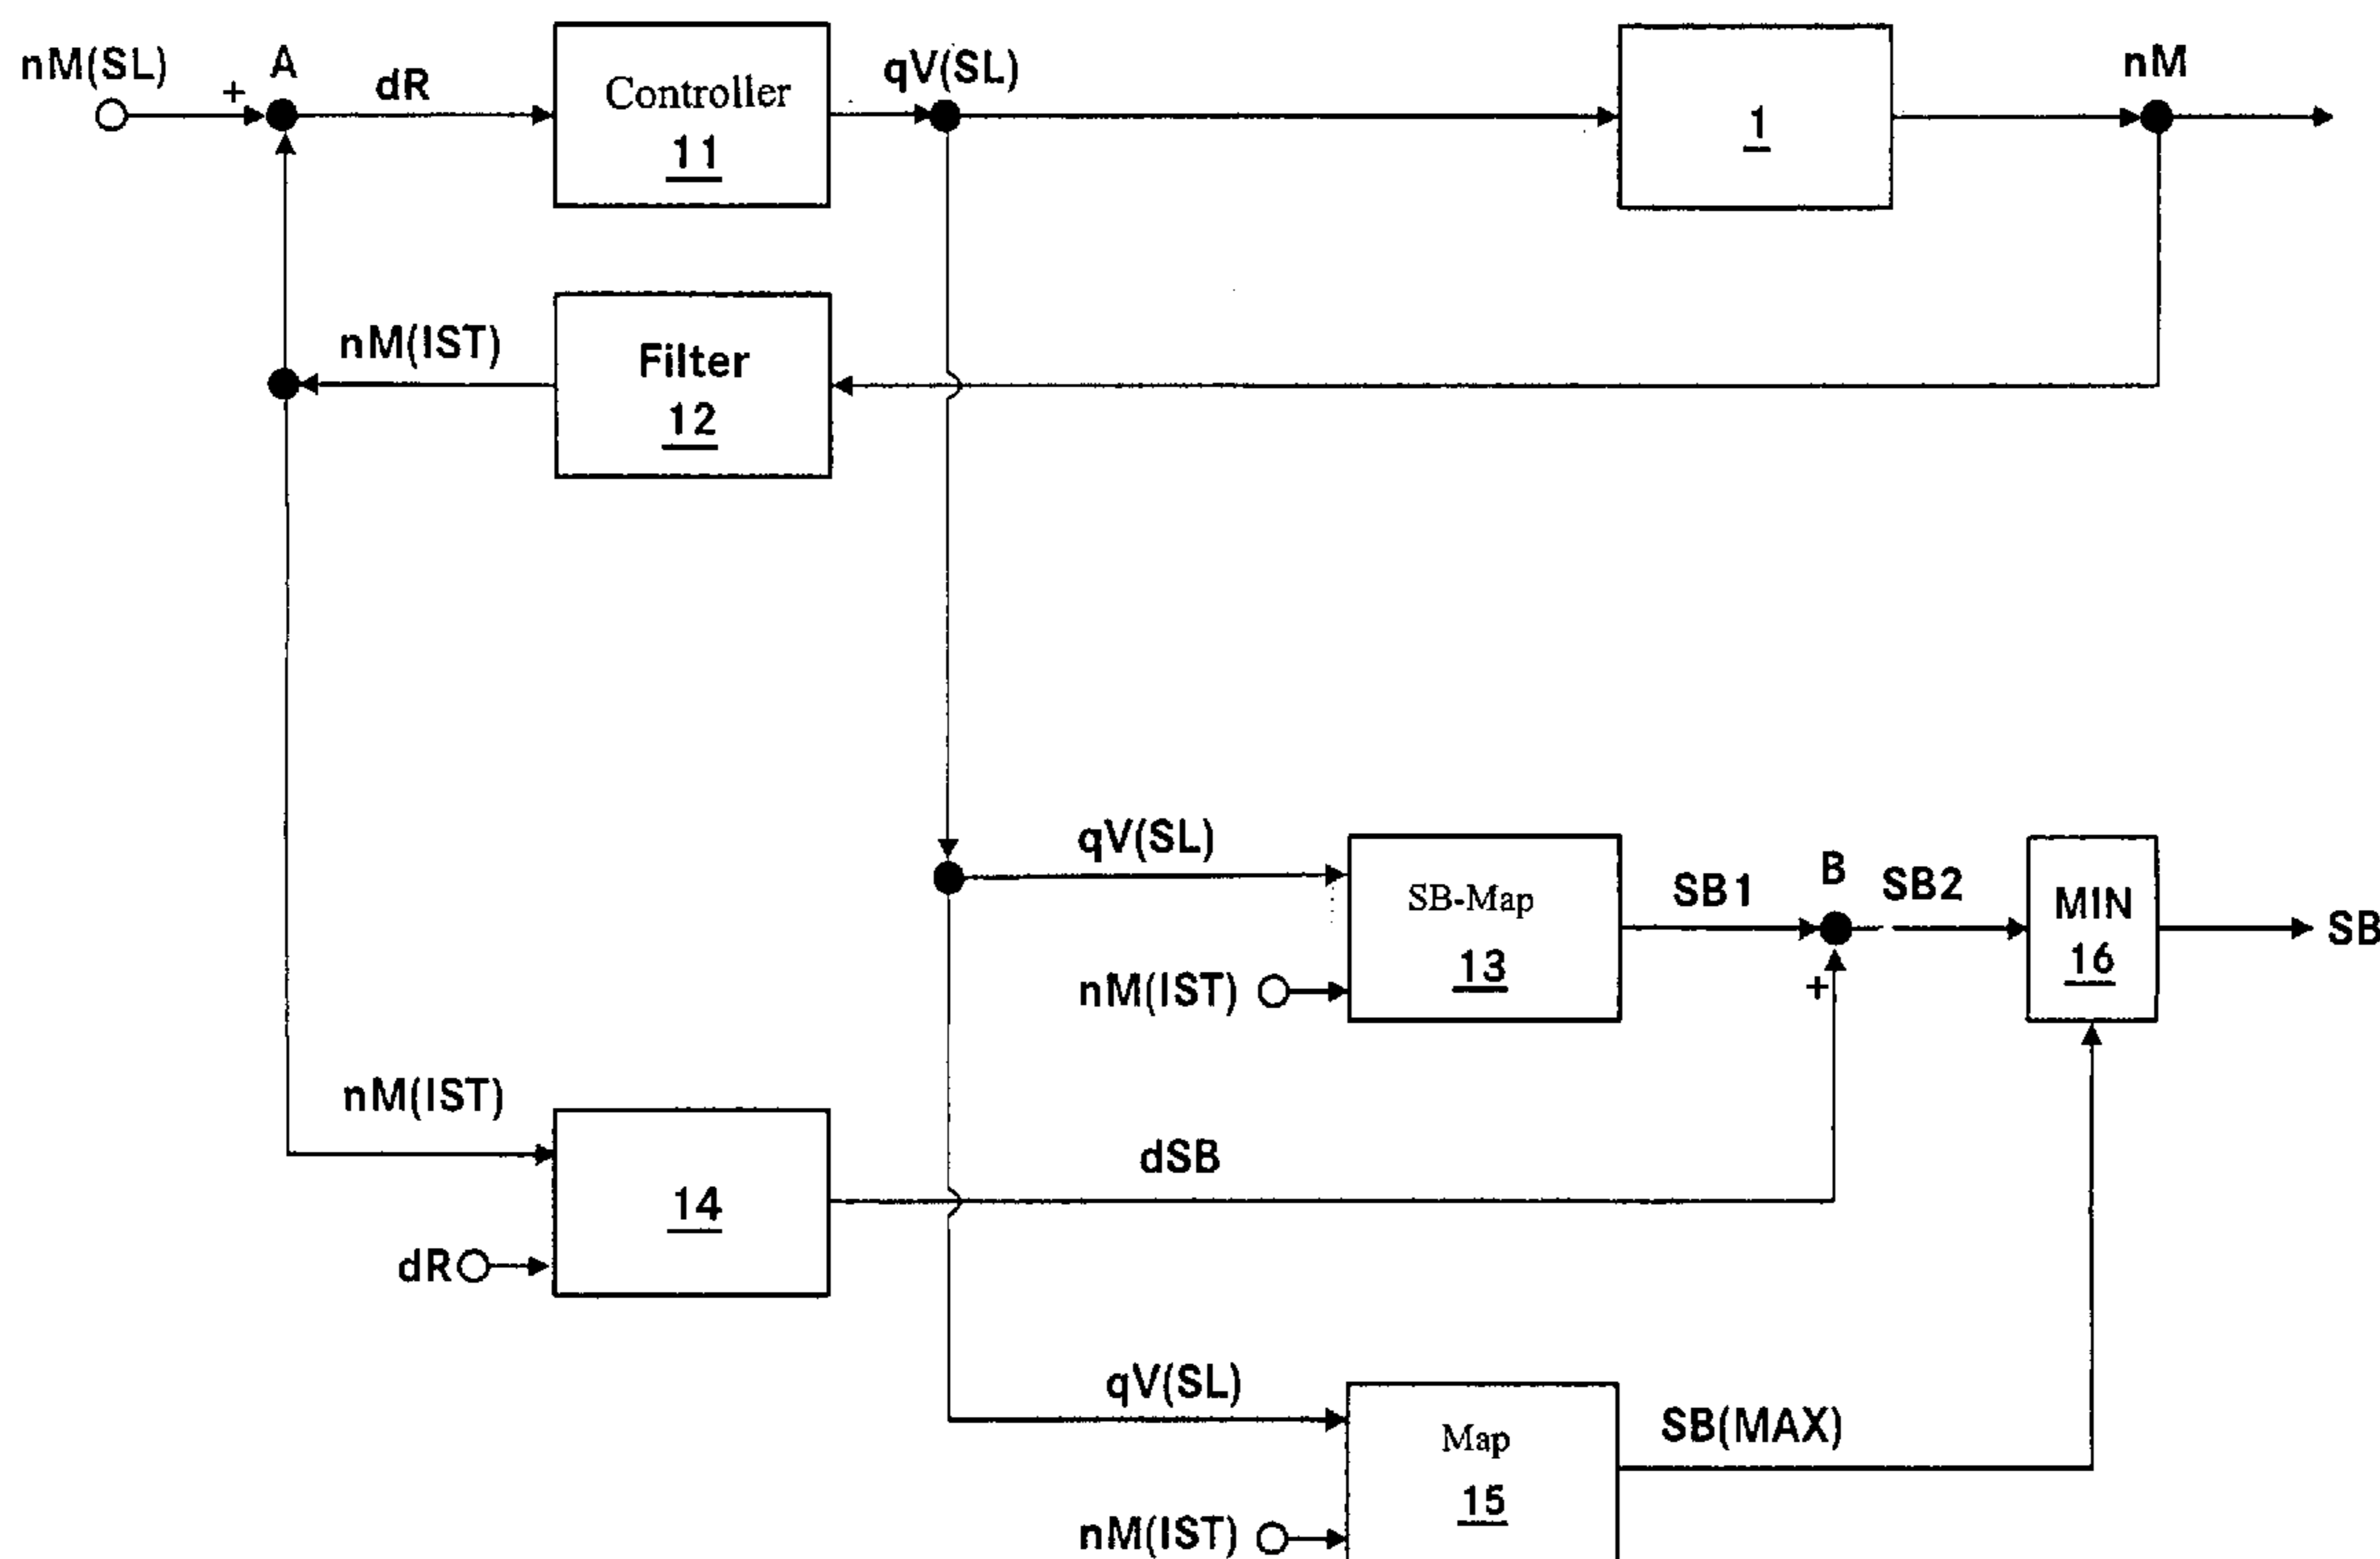 nM(SL)
+
A
dR
Controller
11
qV(SL)
1
nM
nM(IST)
Filter
12
qV(SL)
SB-Map
13
nM(IST)
SB1
B
+
SB2
MIN
16
SB
nM(IST)
14
dR
dSB
qV(SL)
Map
15
nM(IST)
SB(MAX)